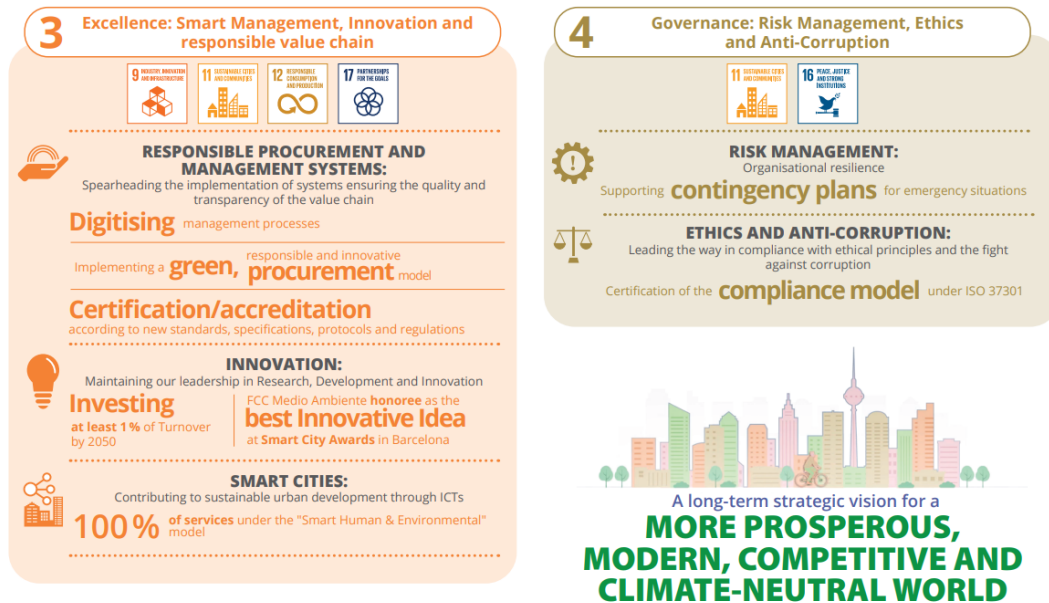 3
Excellence: Smart Management, Innovation and
responsible value chain
9 INDUSTRY, INNOVATION
AND INFRASTRUCTURE
11 SUSTAINABLE CITIES
AND COMMUNITIES
12 RESPONSIBLE
CONSUMPTION
AND PRODUCTION
17 PARTNERSHIPS
FOR THE GOALS
RESPONSIBLE PROCUREMENT AND
MANAGEMENT SYSTEMS:
Spearheading the implementation of systems ensuring the quality and
transparency of the value chain
Digitising management processes
Implementing a green, responsible and innovative
procurement model
Certification/accreditation
according to new standards, specifications, protocols and regulations
INNOVATION:
Maintaining our leadership in Research, Development and Innovation
Investing
at least 1% of Turnover
by 2050
FCC Medio Ambiente honoree as the
best Innovative Idea
at Smart City Awards in Barcelona
SMART CITIES:
Contributing to sustainable urban development through ICTs
100% of services under the "Smart Human & Environmental"
model
4
Governance: Risk Management, Ethics
and Anti-Corruption
11 SUSTAINABLE CITIES
AND COMMUNITIES
16 PEACE, JUSTICE
AND STRONG
INSTITUTIONS
RISK MANAGEMENT:
Organisational resilience
Supporting contingency plans for emergency situations
ETHICS AND ANTI-CORRUPTION:
Leading the way in compliance with ethical principles and the fight
against corruption
Certification of the compliance model under ISO 37301
A long-term strategic vision for a
MORE PROSPEROUS,
MODERN, COMPETITIVE AND
CLIMATE-NEUTRAL WORLD